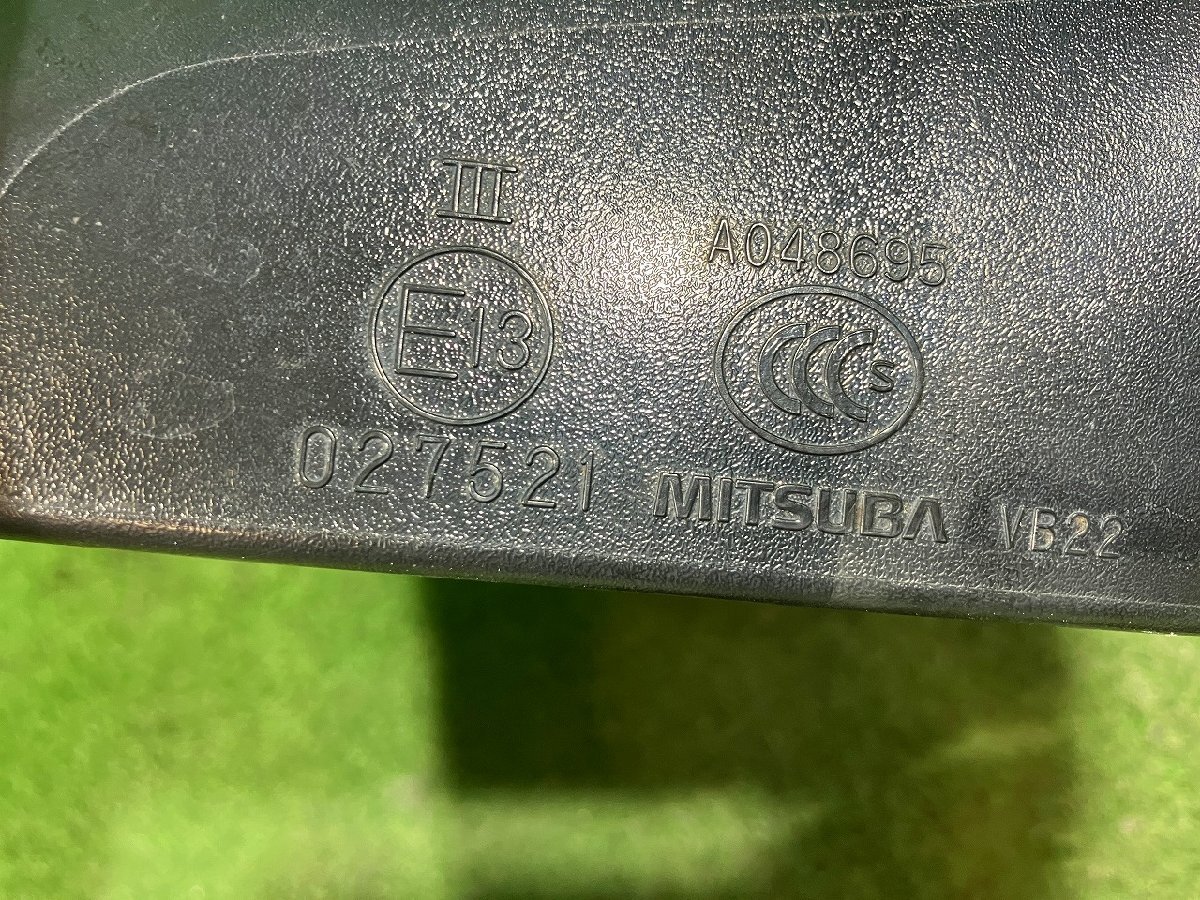 III
E13
027521
A048695
CCC S
MITSUBA VB22